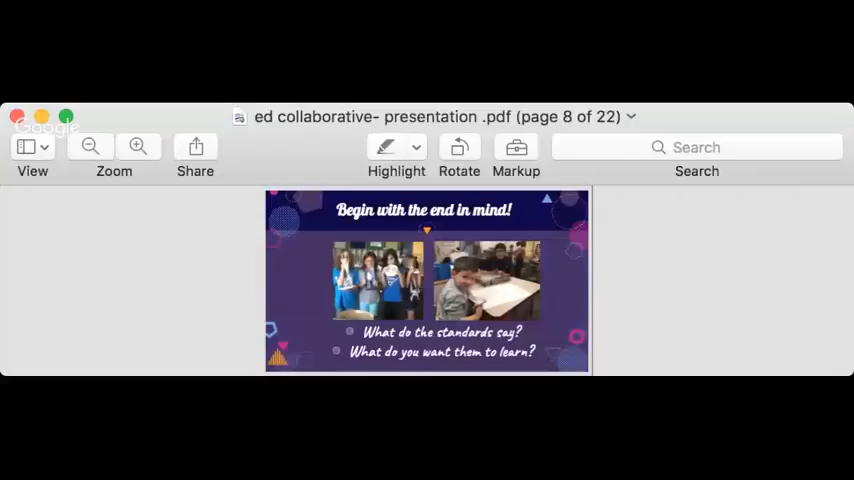 ed collaborative- presentation .pdf (page 8 of 22)
Google
Search
View
Zoom
Share
Highlight
Rotate
Markup
Search
Begin with the end in mind!
What do the standards say?
What do you want them to learn?